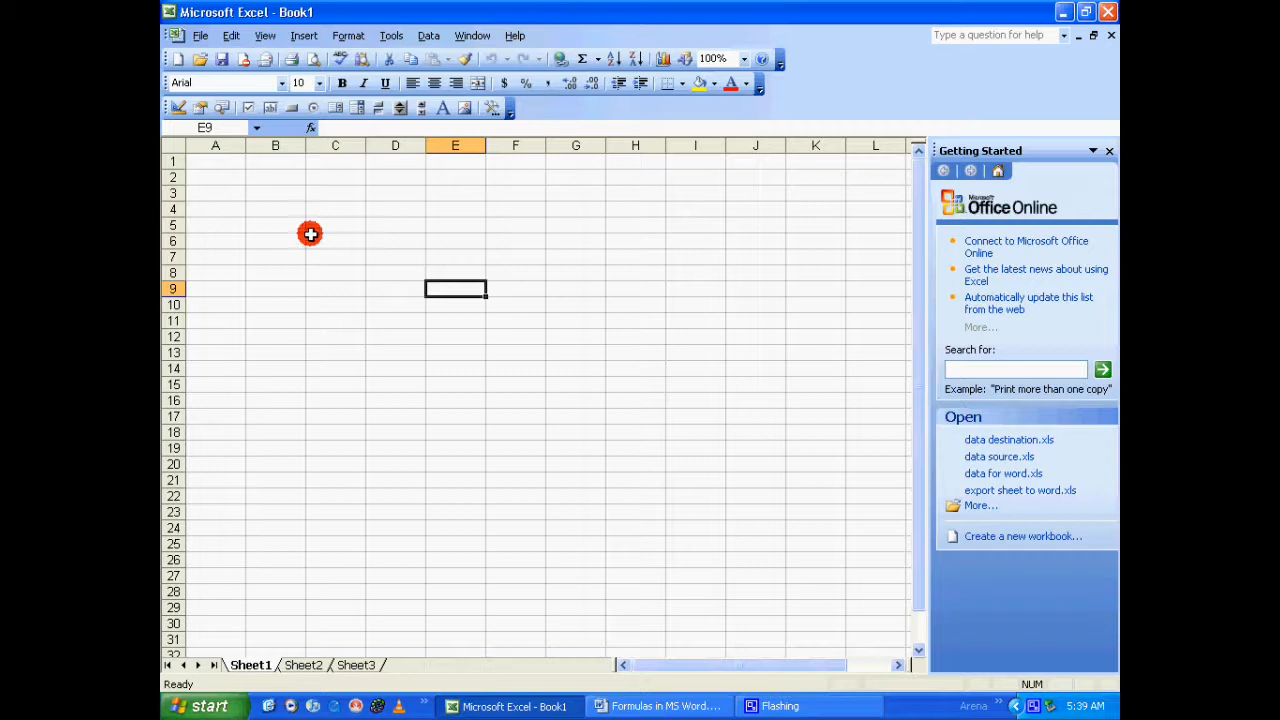 Microsoft Excel - Book1
File Edit View Insert Format Tools Data Window Help
Type a question for help
Σ 100%
Arial 10 B I U $ % ,
A
E9 fx
A B C D E F G H I J K L
1
2
3
4
5
6
7
8
9
10
11
12
13
14
15
16
17
18
19
20
21
22
23
24
25
26
27
28
29
30
31
32
Getting Started
Microsoft
Office Online
Connect to Microsoft Office
Online
Get the latest news about using
Excel
Automatically update this list
from the web
More...
Search for:
Example: "Print more than one copy"
Open
data destination.xls
data source.xls
data for word.xls
export sheet to word.xls
More...
Create a new workbook...
Sheet1 Sheet2 Sheet3
Ready
NUM
start
Microsoft Excel - Book1
Formulas in MS Word....
Flashing
Arena
5:39 AM